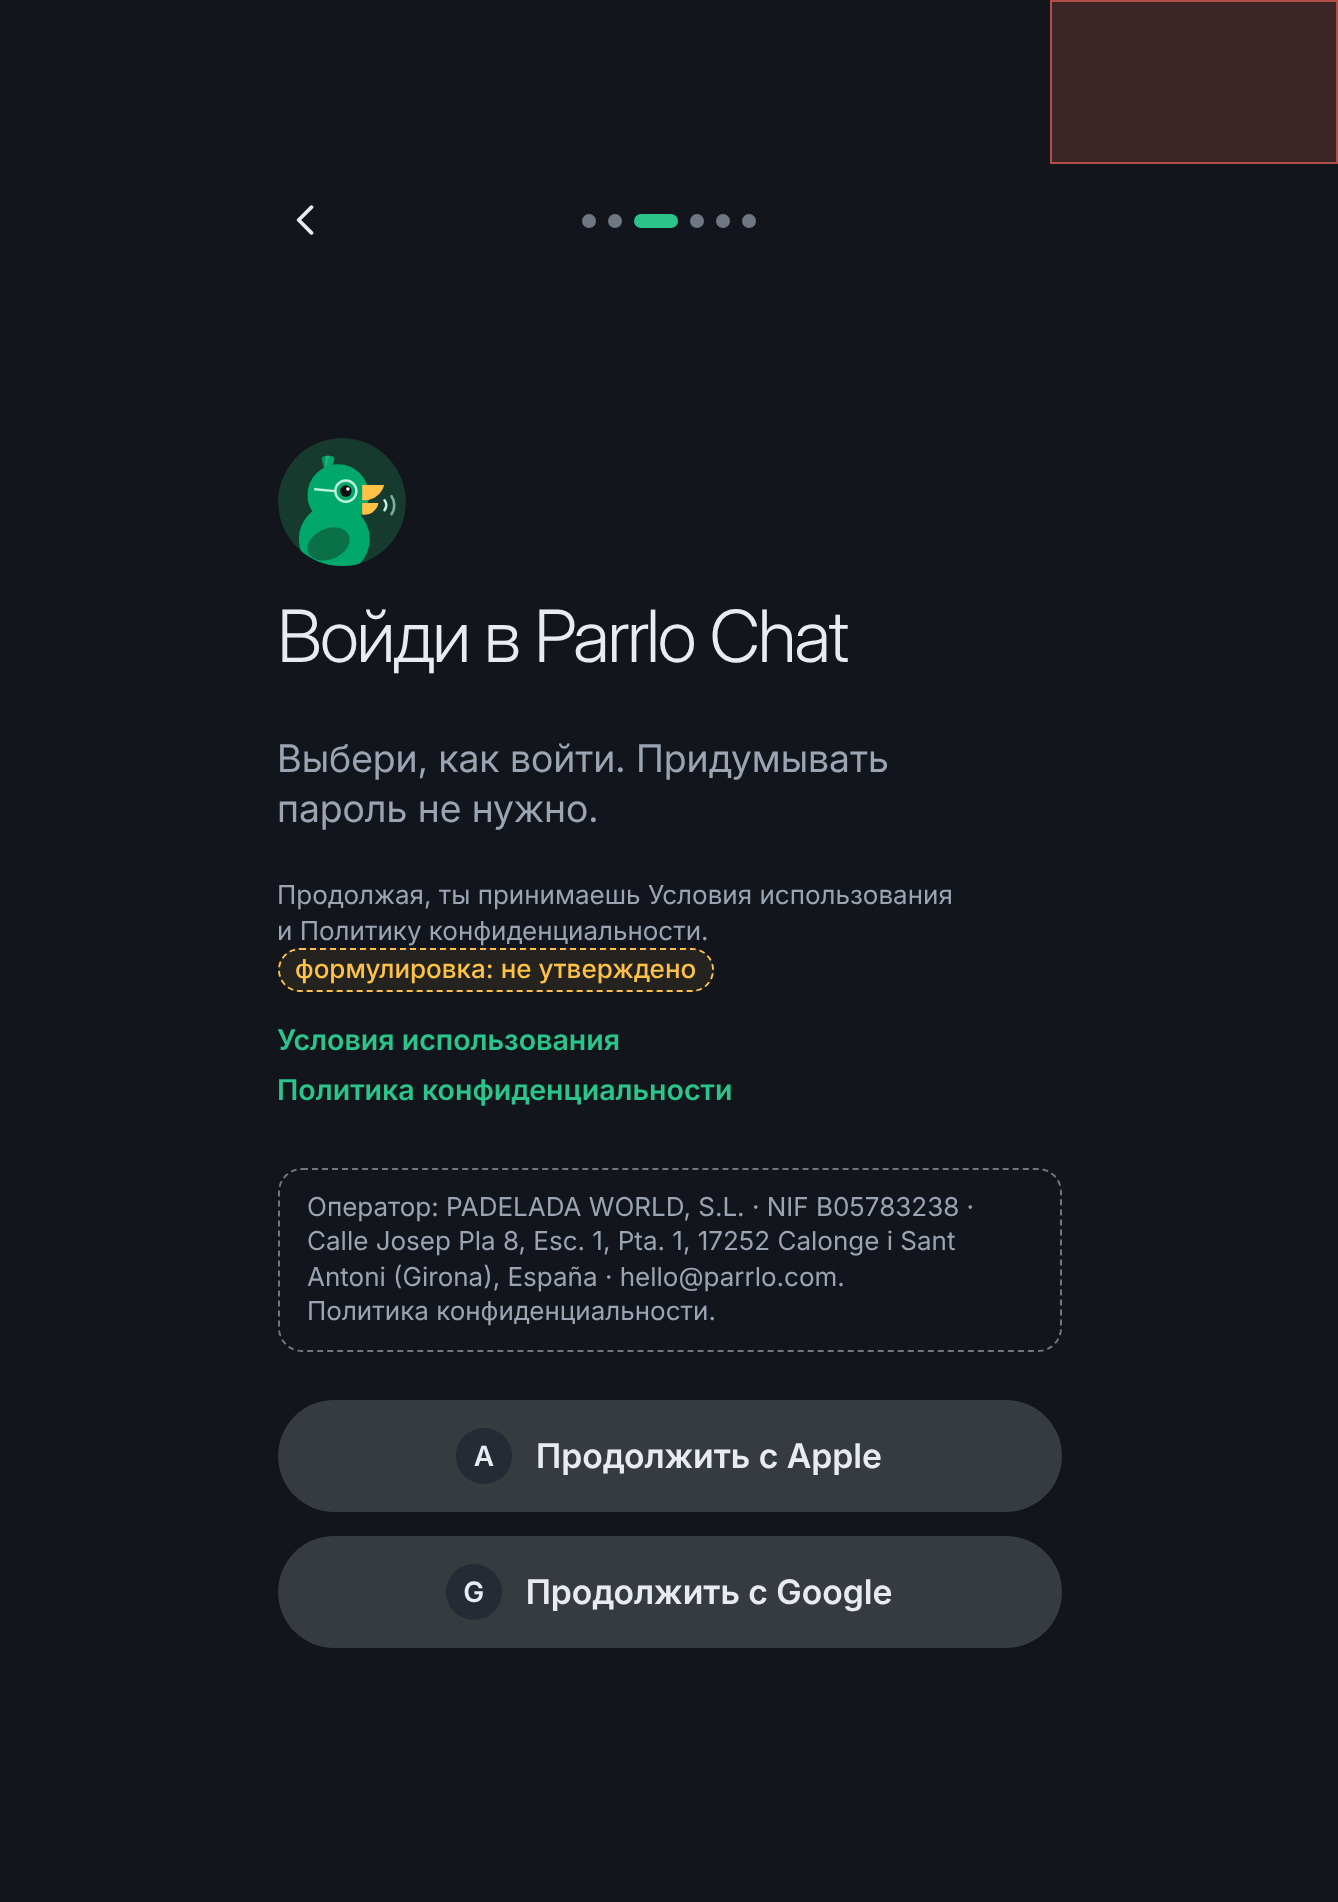 Войди в Parrlo Chat
Выбери, как войти. Придумывать
пароль не нужно.
Продолжая, ты принимаешь Условия использования
и Политику конфиденциальности.
формулировка: не утверждено
Условия использования
Политика конфиденциальности
Оператор: PADELADA WORLD, S.L. · NIF B05783238 ·
Calle Josep Pla 8, Esc. 1, Pta. 1, 17252 Calonge i Sant
Antoni (Girona), España · hello@parrlo.com.
Политика конфиденциальности.
A Продолжить с Apple
G Продолжить с Google